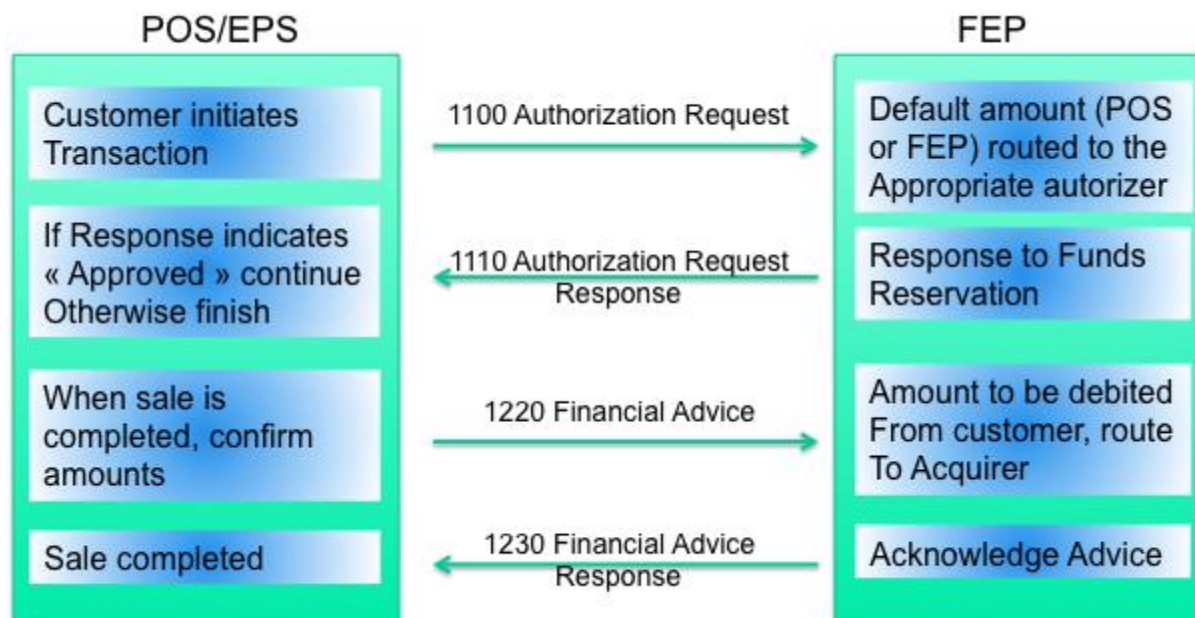 POS/EPS
FEP
Customer initiates
Transaction
1100 Authorization Request
Default amount (POS
or FEP) routed to the
Appropriate autorizer
If Response indicates
« Approved » continue
Otherwise finish
1110 Authorization Request
Response
Response to Funds
Reservation
When sale is
completed, confirm
amounts
1220 Financial Advice
Amount to be debited
From customer, route
To Acquirer
Sale completed
1230 Financial Advice
Response
Acknowledge Advice